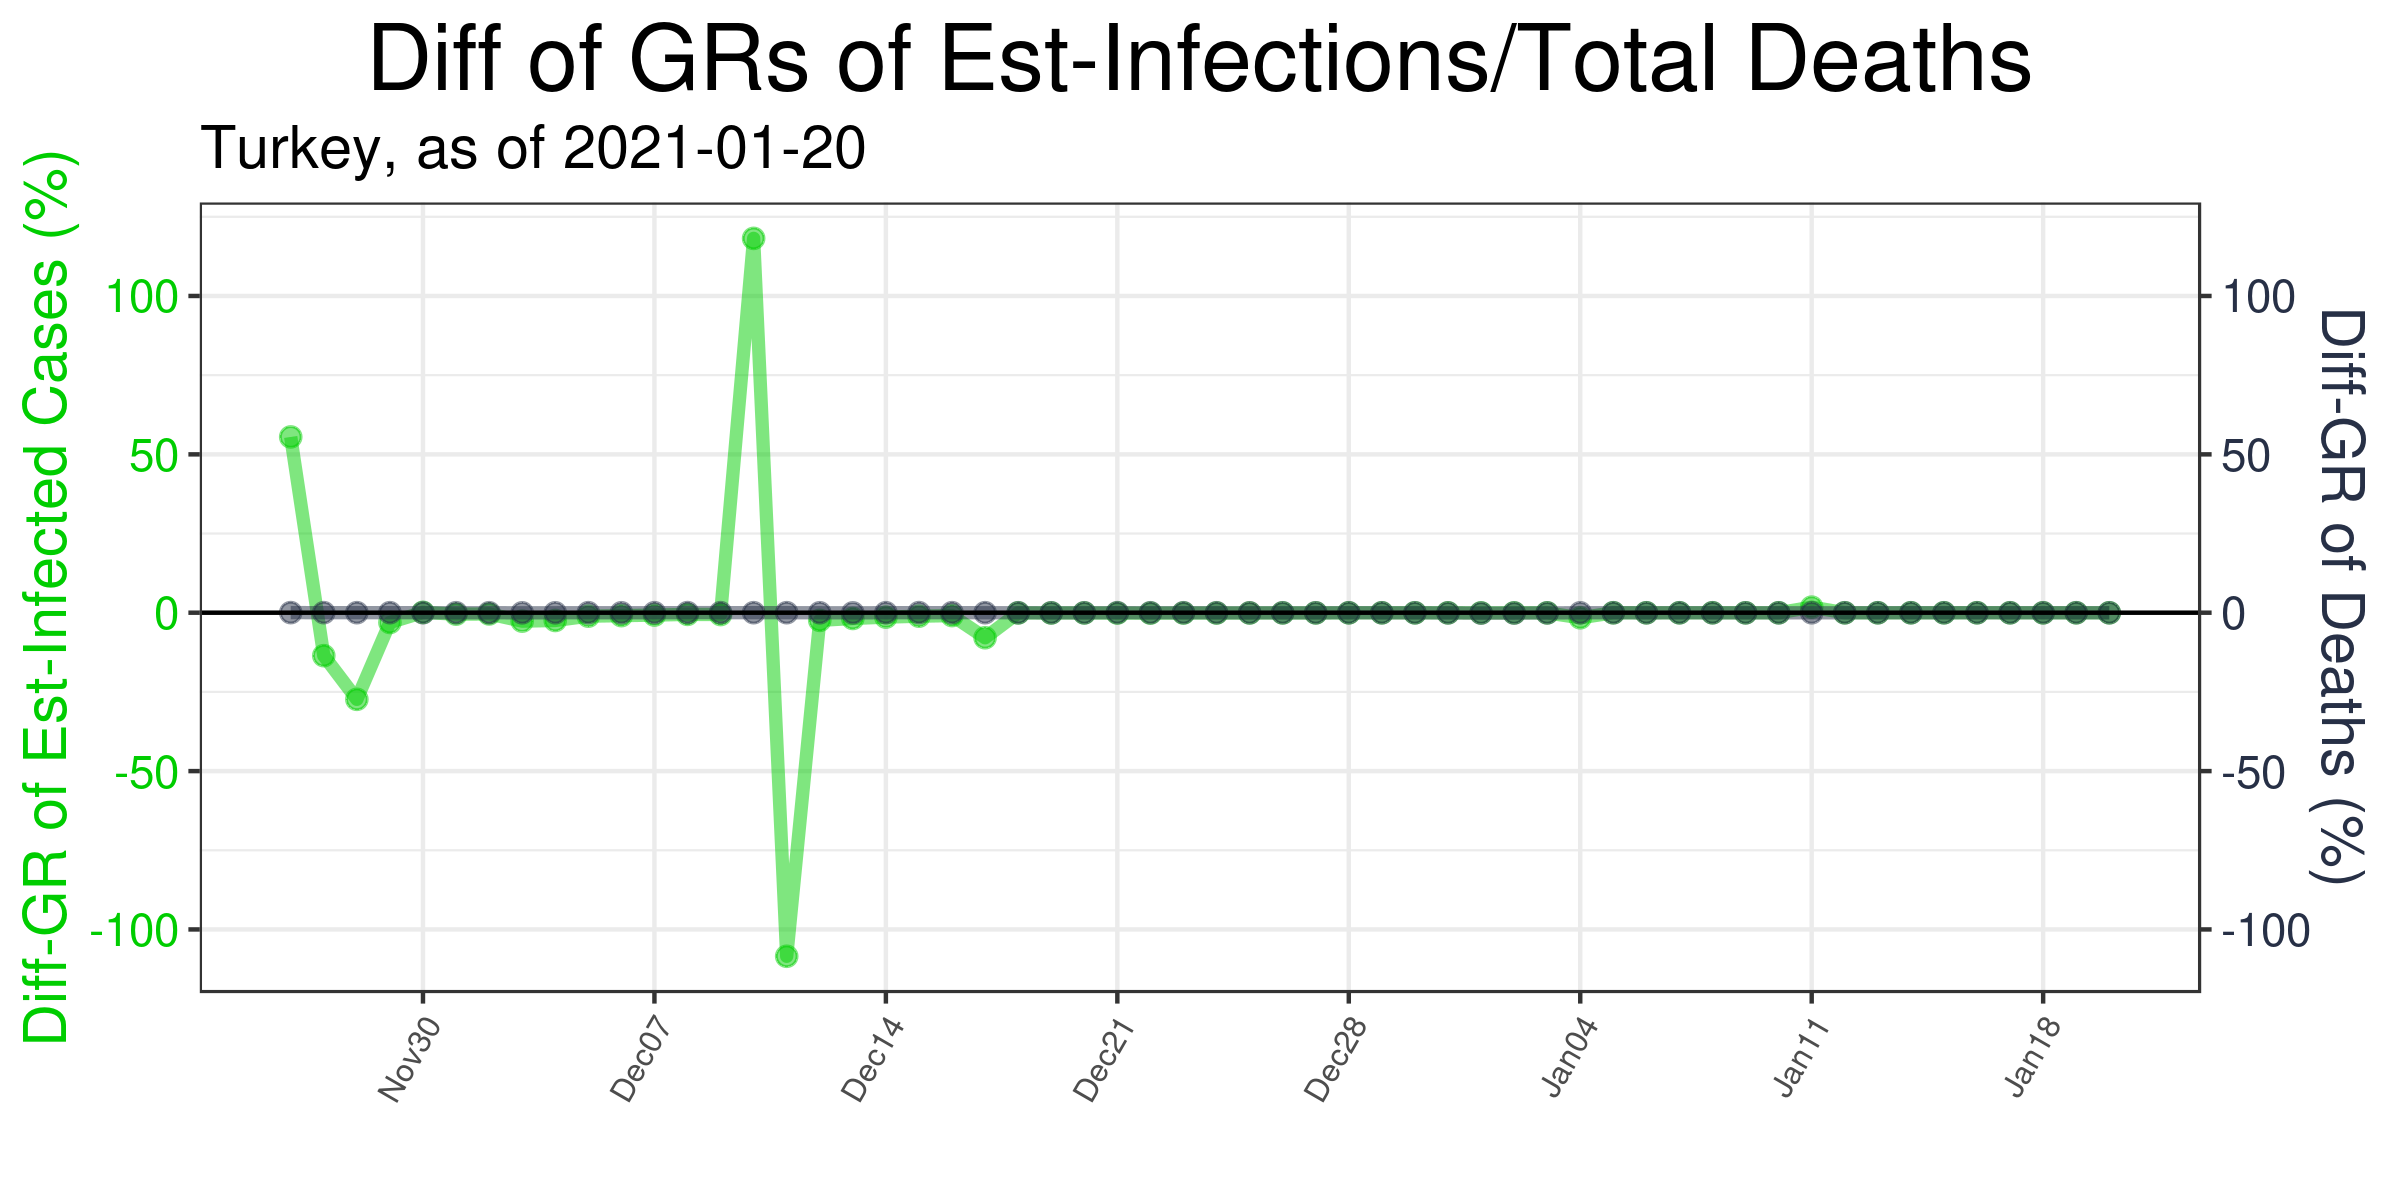 Diff of GRs of Est-Infections/Total Deaths
Turkey, as of 2021-01-20
Diff-GR of Est-Infected Cases (%)
100
50
0
-50
-100
100
50
0
-50
-100
Diff-GR of Deaths (%)
Nov30
Dec07
Dec14
Dec21
Dec28
Jan04
Jan11
Jan18